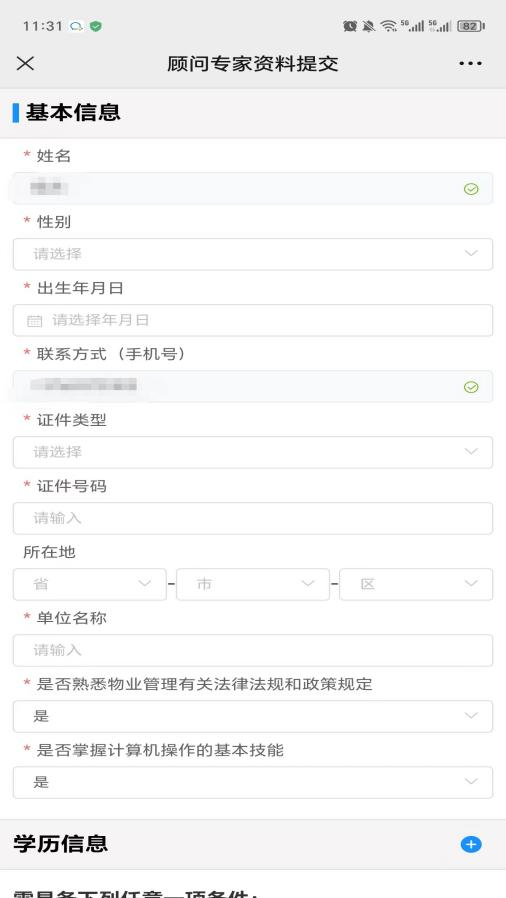 11:31 5G 5G 82
顾问专家资料提交
基本信息
* 姓名
* 性别
请选择
* 出生年月日
请选择年月日
* 联系方式（手机号）
* 证件类型
请选择
* 证件号码
请输入
所在地
省 - 市 - 区
* 单位名称
请输入
* 是否熟悉物业管理有关法律法规和政策规定
是
* 是否掌握计算机操作的基本技能
是
学历信息
需具备下列任意一项条件：